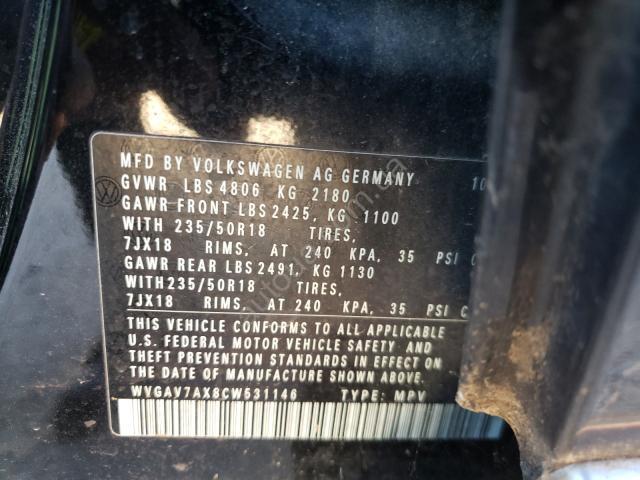 MFD BY VOLKSWAGEN AG GERMANY 10
GVWR LBS 4806 KG 2180
GAWR FRONT LBS 2425, KG 1100
WITH 235/50R18 TIRES,
7JX18 RIMS, AT 240 KPA, 35 PSI C
GAWR REAR LBS 2491, KG 1130
WITH235/50R18 TIRES,
7JX18 RIMS, AT 240 KPA, 35 PSI C
THIS VEHICLE CONFORMS TO ALL APPLICABLE
U.S. FEDERAL MOTOR VEHICLE SAFETY AND
THEFT PREVENTION STANDARDS IN EFFECT ON
THE DATE OF MANUFACTURE SHOWN ABOVE.
WVGAV7AX8CW531146 TYPE: MPV